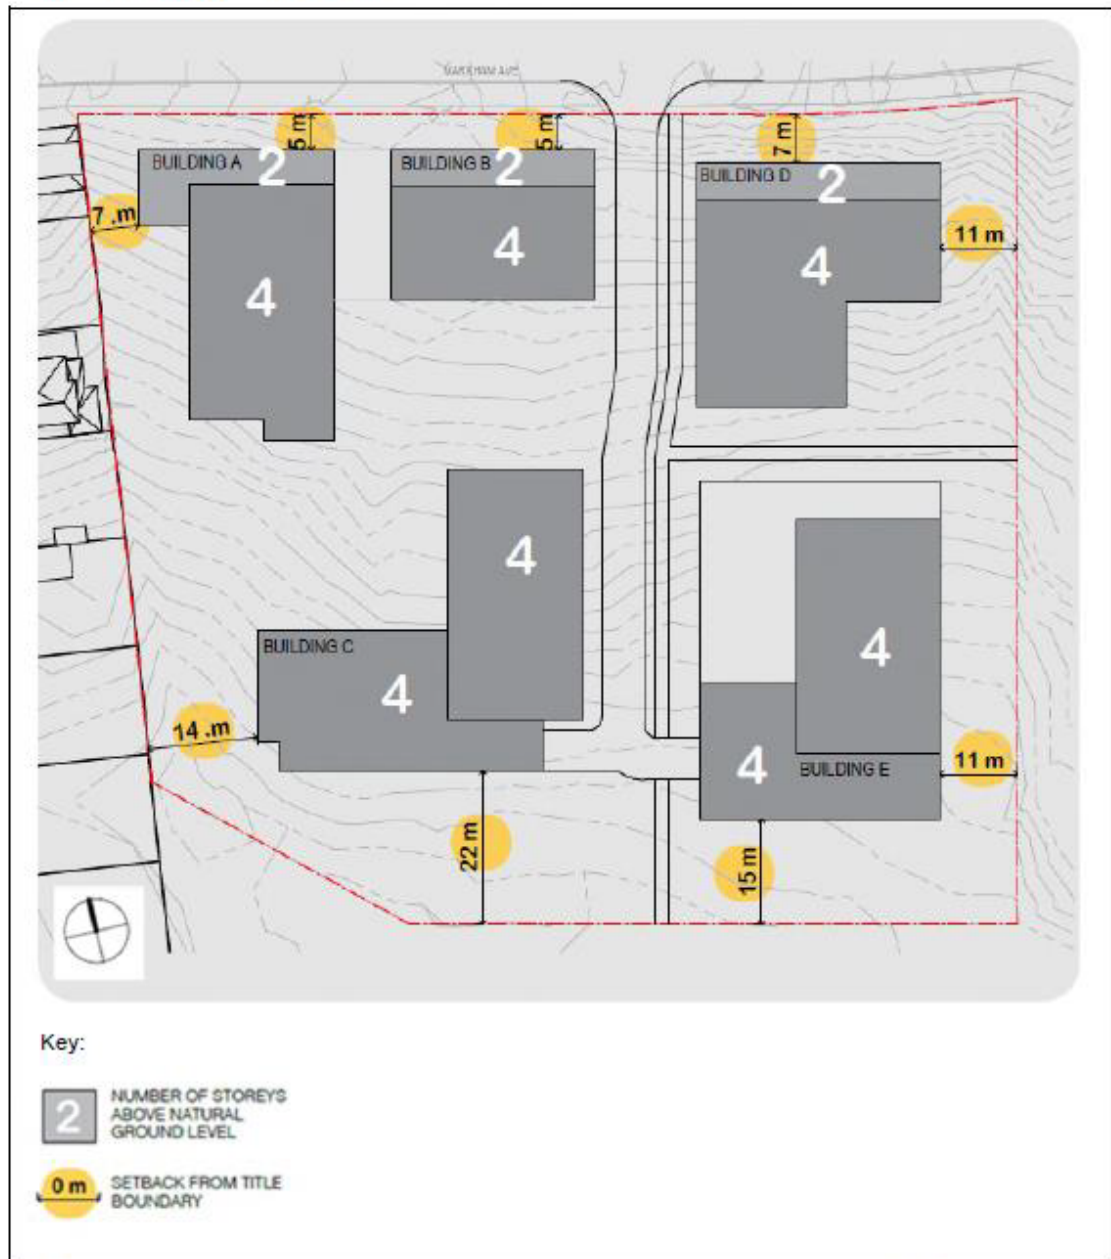 MARKHAM AVE
5 m
5 m
7 m
BUILDING A
2
BUILDING B
2
BUILDING D
2
7 .m
11 m
4
4
4
4
BUILDING C
4
4
14 .m
4
BUILDING E
11 m
22 m
15 m
Key:
2
NUMBER OF STOREYS
ABOVE NATURAL
GROUND LEVEL
0 m
SETBACK FROM TITLE
BOUNDARY